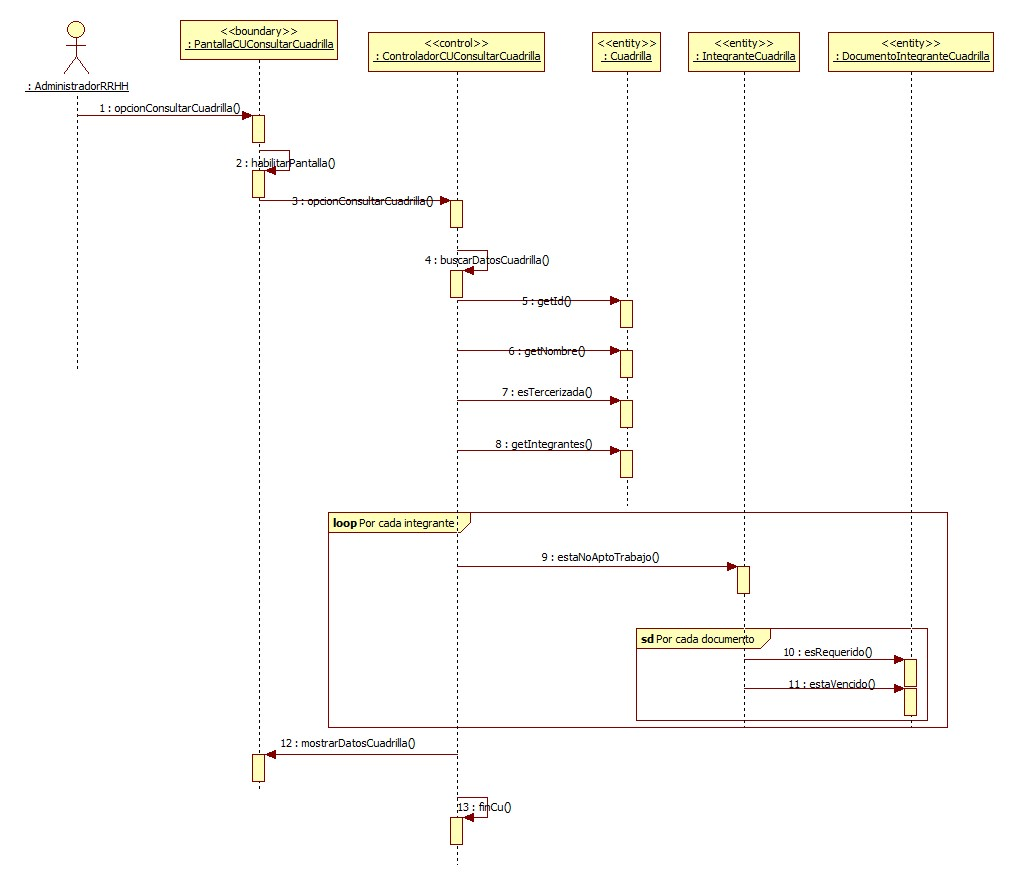 <<boundary>>
: PantallaCUConsultarCuadrilla
<<control>>
: ControladorCUConsultarCuadrilla
<<entity>>
: Cuadrilla
<<entity>>
: IntegranteCuadrilla
<<entity>>
: DocumentoIntegranteCuadrilla
: AdministradorRRHH
1 : opcionConsultarCuadrilla()
2 : habilitarPantalla()
3 : opcionConsultarCuadrilla()
4 : buscarDatosCuadrilla()
5 : getId()
6 : getNombre()
7 : esTercerizada()
8 : getIntegrantes()
loop Por cada integrante
9 : estaNoAptoTrabajo()
sd Por cada documento
10 : esRequerido()
11 : estaVencido()
12 : mostrarDatosCuadrilla()
13 : finCu()